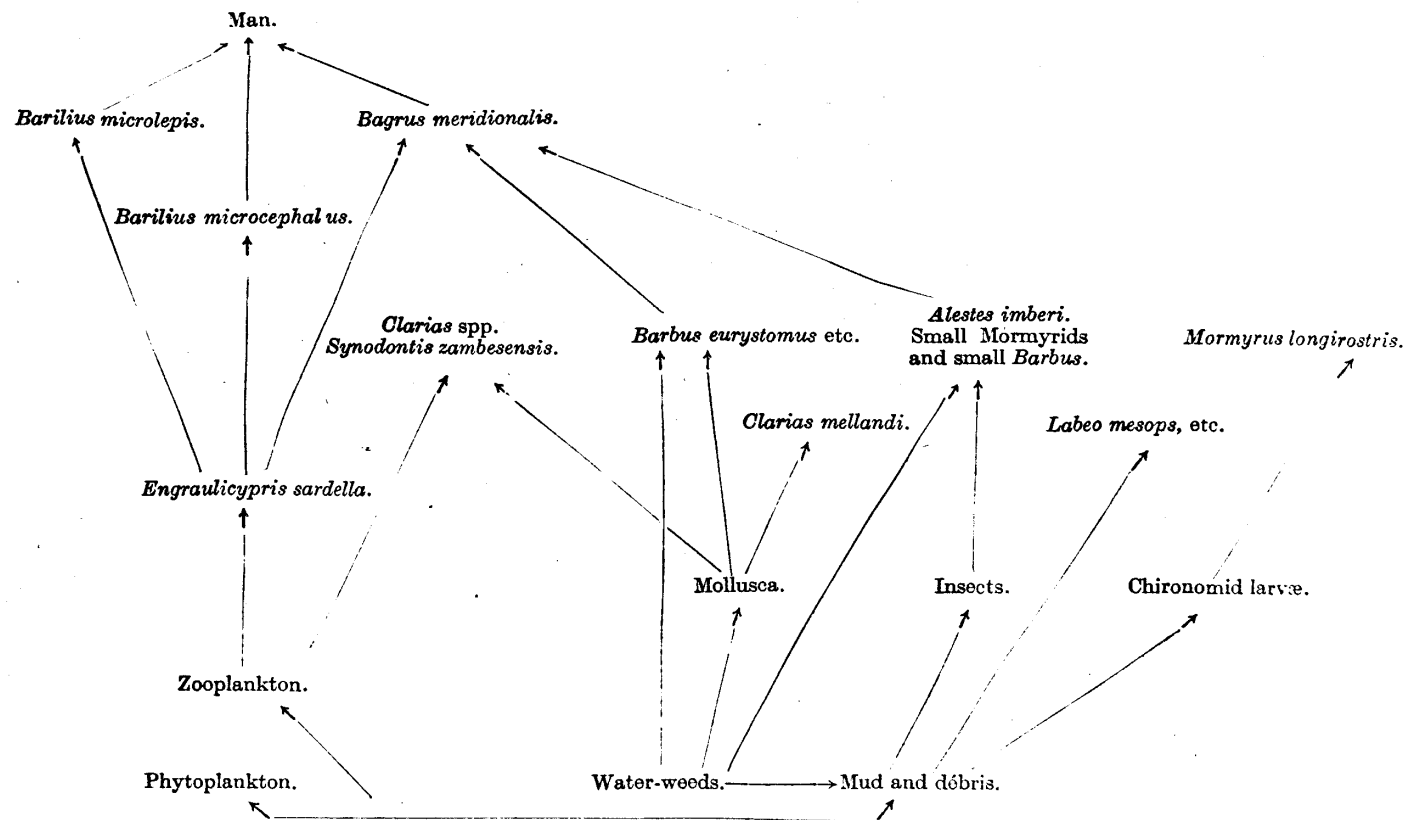 Man.
Barilius microlepis.
Bagrus meridionalis.
Barilius microcephalus.
Clarias spp.
Synodontis zambesensis.
Barbus eurystomus etc.
Alestes imberi.
Small Mormyrids
and small Barbus.
Mormyrus longirostris.
Clarias mellandi.
Labeo mesops, etc.
Engraulicypris sardella.
Mollusca.
Insects.
Chironomid larvæ.
Zooplankton.
Phytoplankton.
Water-weeds.
Mud and débris.